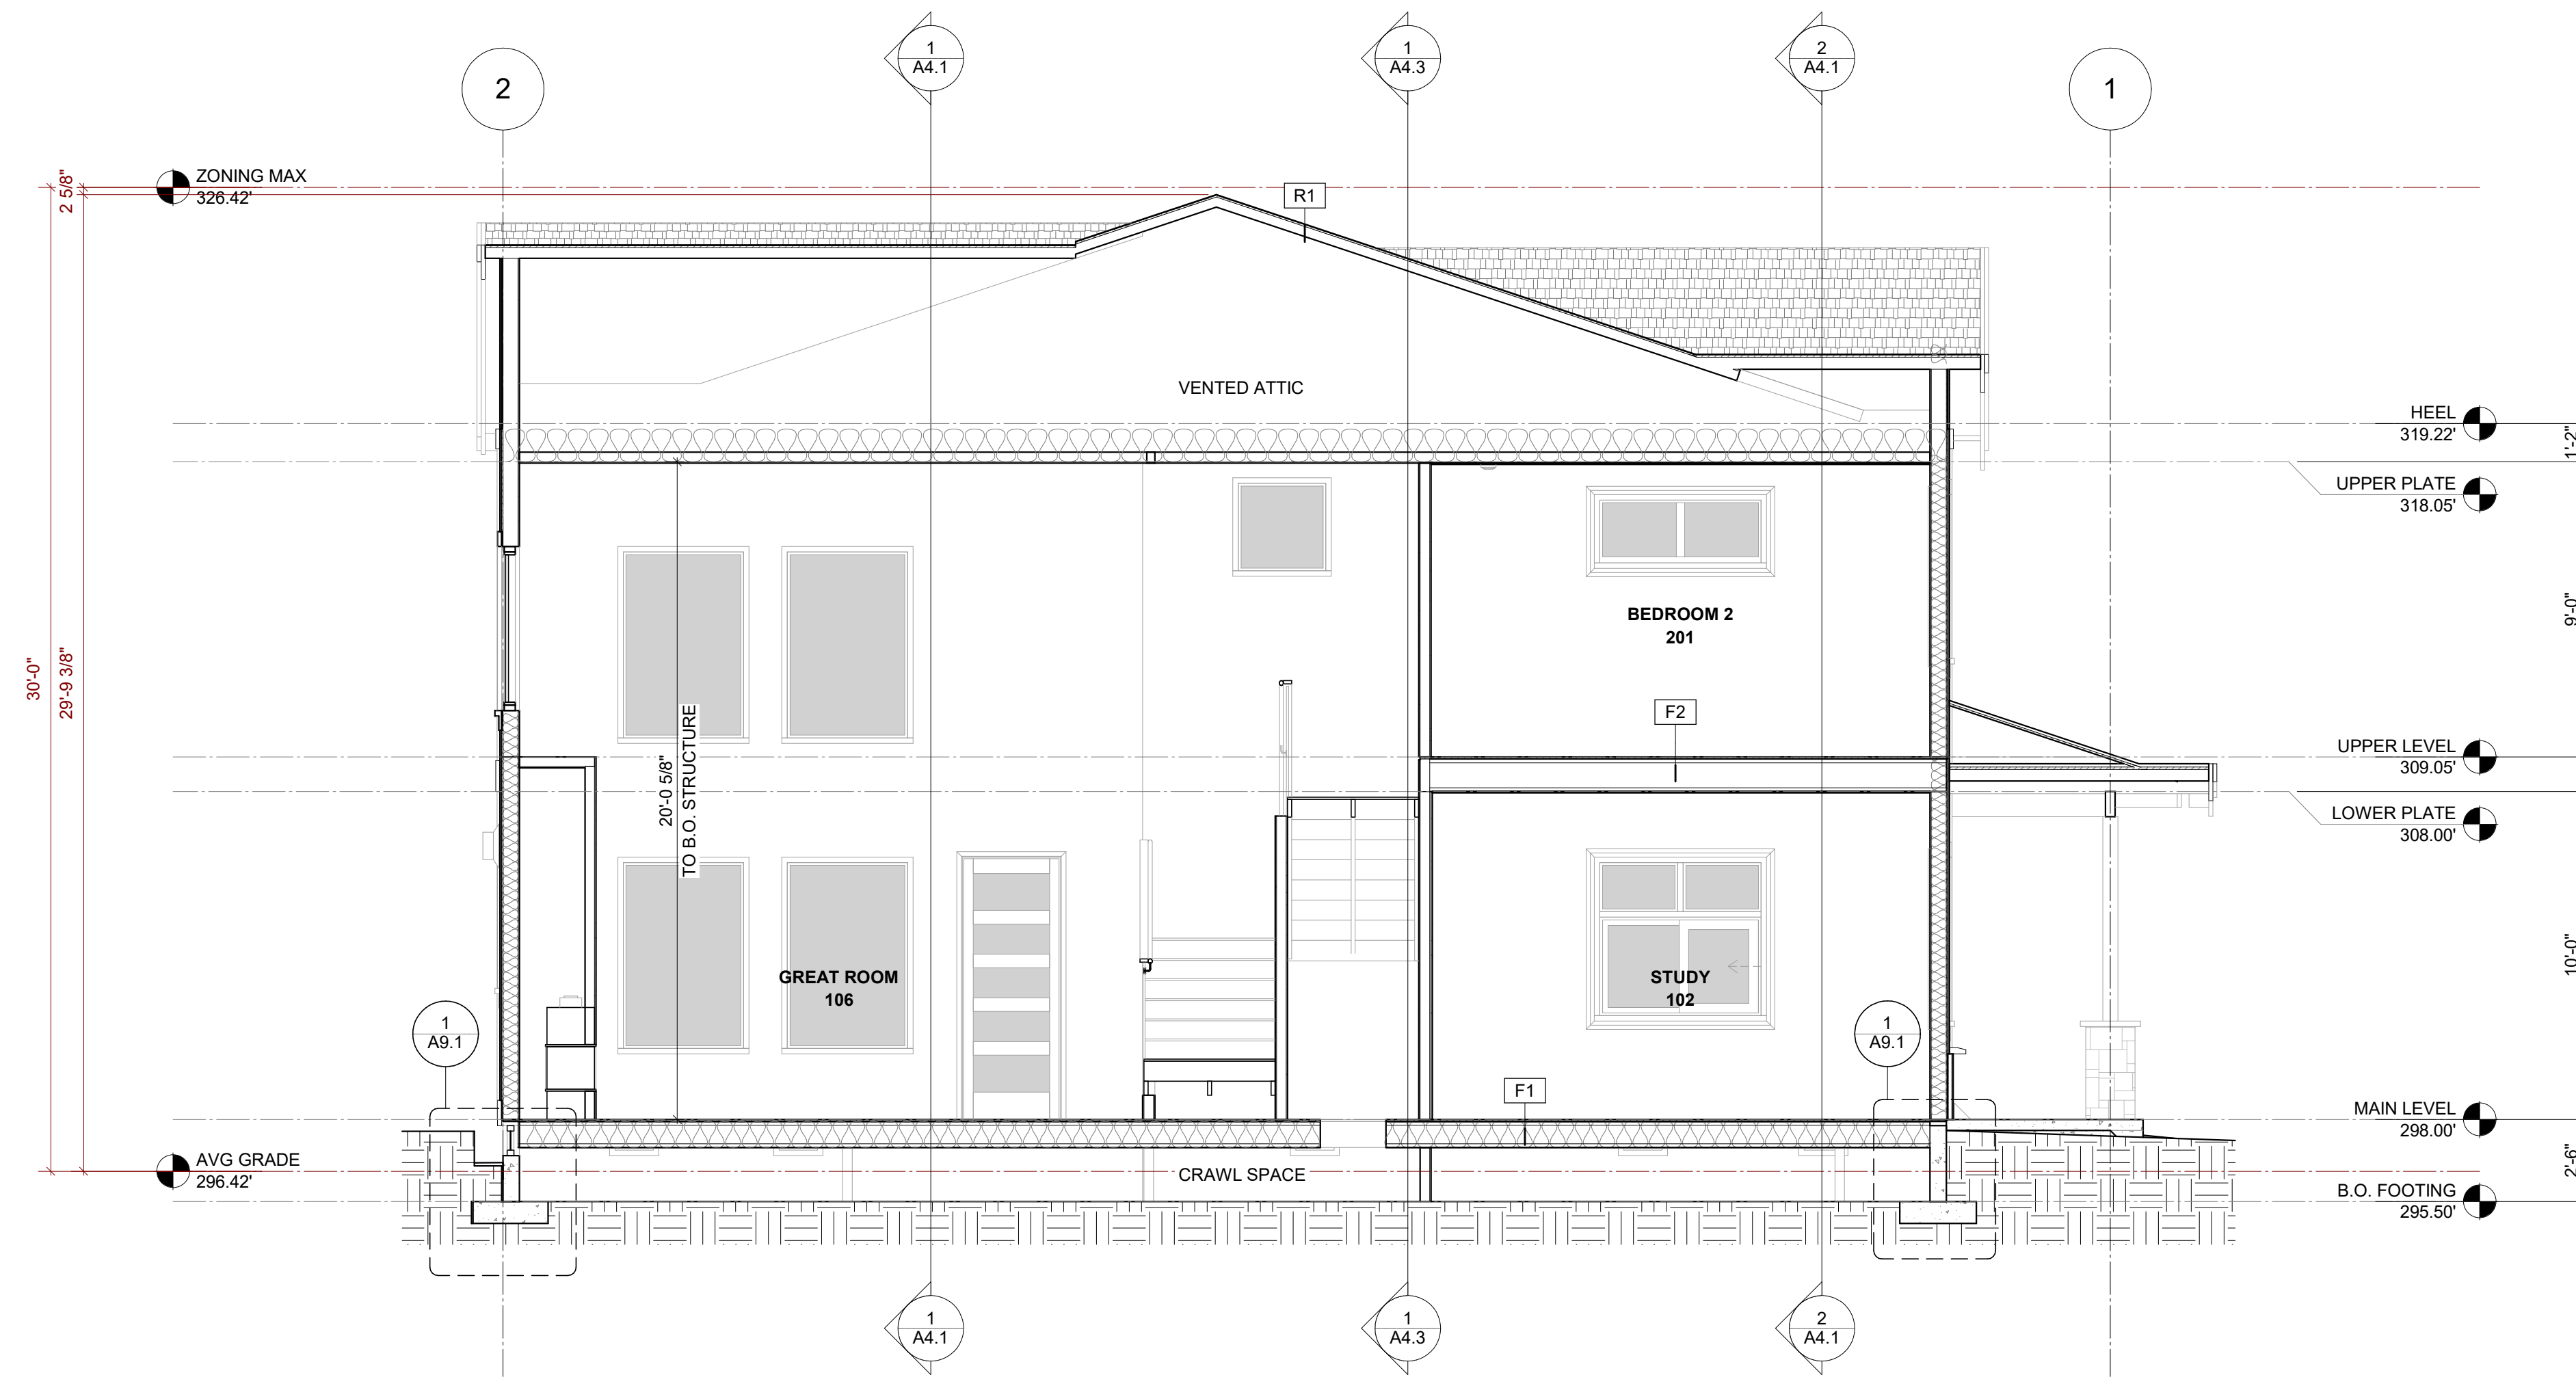 1
A4.1
1
A4.3
2
A4.1
2
1
ZONING MAX
326.42'
2 5/8"
R1
VENTED ATTIC
HEEL
319.22'
1'-2"
UPPER PLATE
318.05'
BEDROOM 2
201
9'-0"
30'-0"
29'-9 3/8"
F2
20'-0 5/8"
TO B.O. STRUCTURE
UPPER LEVEL
309.05'
LOWER PLATE
308.00'
GREAT ROOM
106
STUDY
102
10'-0"
1
A9.1
1
A9.1
F1
MAIN LEVEL
298.00'
AVG GRADE
296.42'
CRAWL SPACE
2'-6"
B.O. FOOTING
295.50'
1
A4.1
1
A4.3
2
A4.1